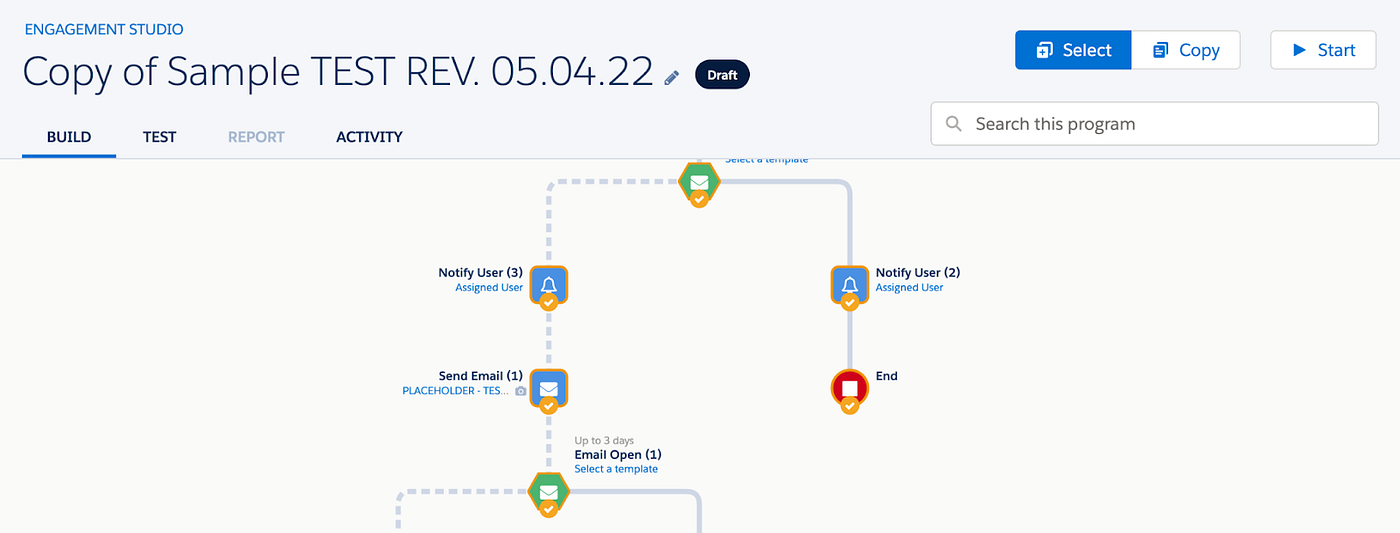 ENGAGEMENT STUDIO
Copy of Sample TEST REV. 05.04.22
Draft
Select
Copy
Start
Search this program
BUILD
TEST
REPORT
ACTIVITY
Select a template
Notify User (3)
Assigned User
Notify User (2)
Assigned User
Send Email (1)
PLACEHOLDER - TES...
End
Up to 3 days
Email Open (1)
Select a template